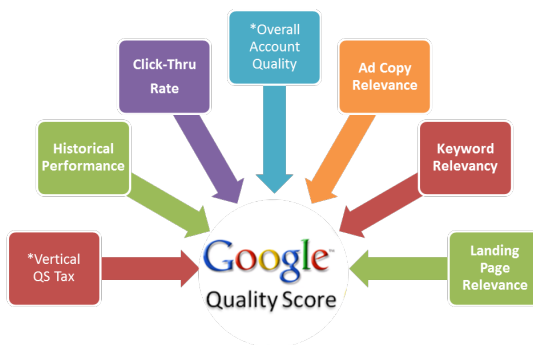 *Overall
Account
Quality
Click-Thru
Rate
Ad Copy
Relevance
Historical
Performance
Keyword
Relevancy
*Vertical
QS Tax
Landing
Page
Relevance
Google™
Quality Score